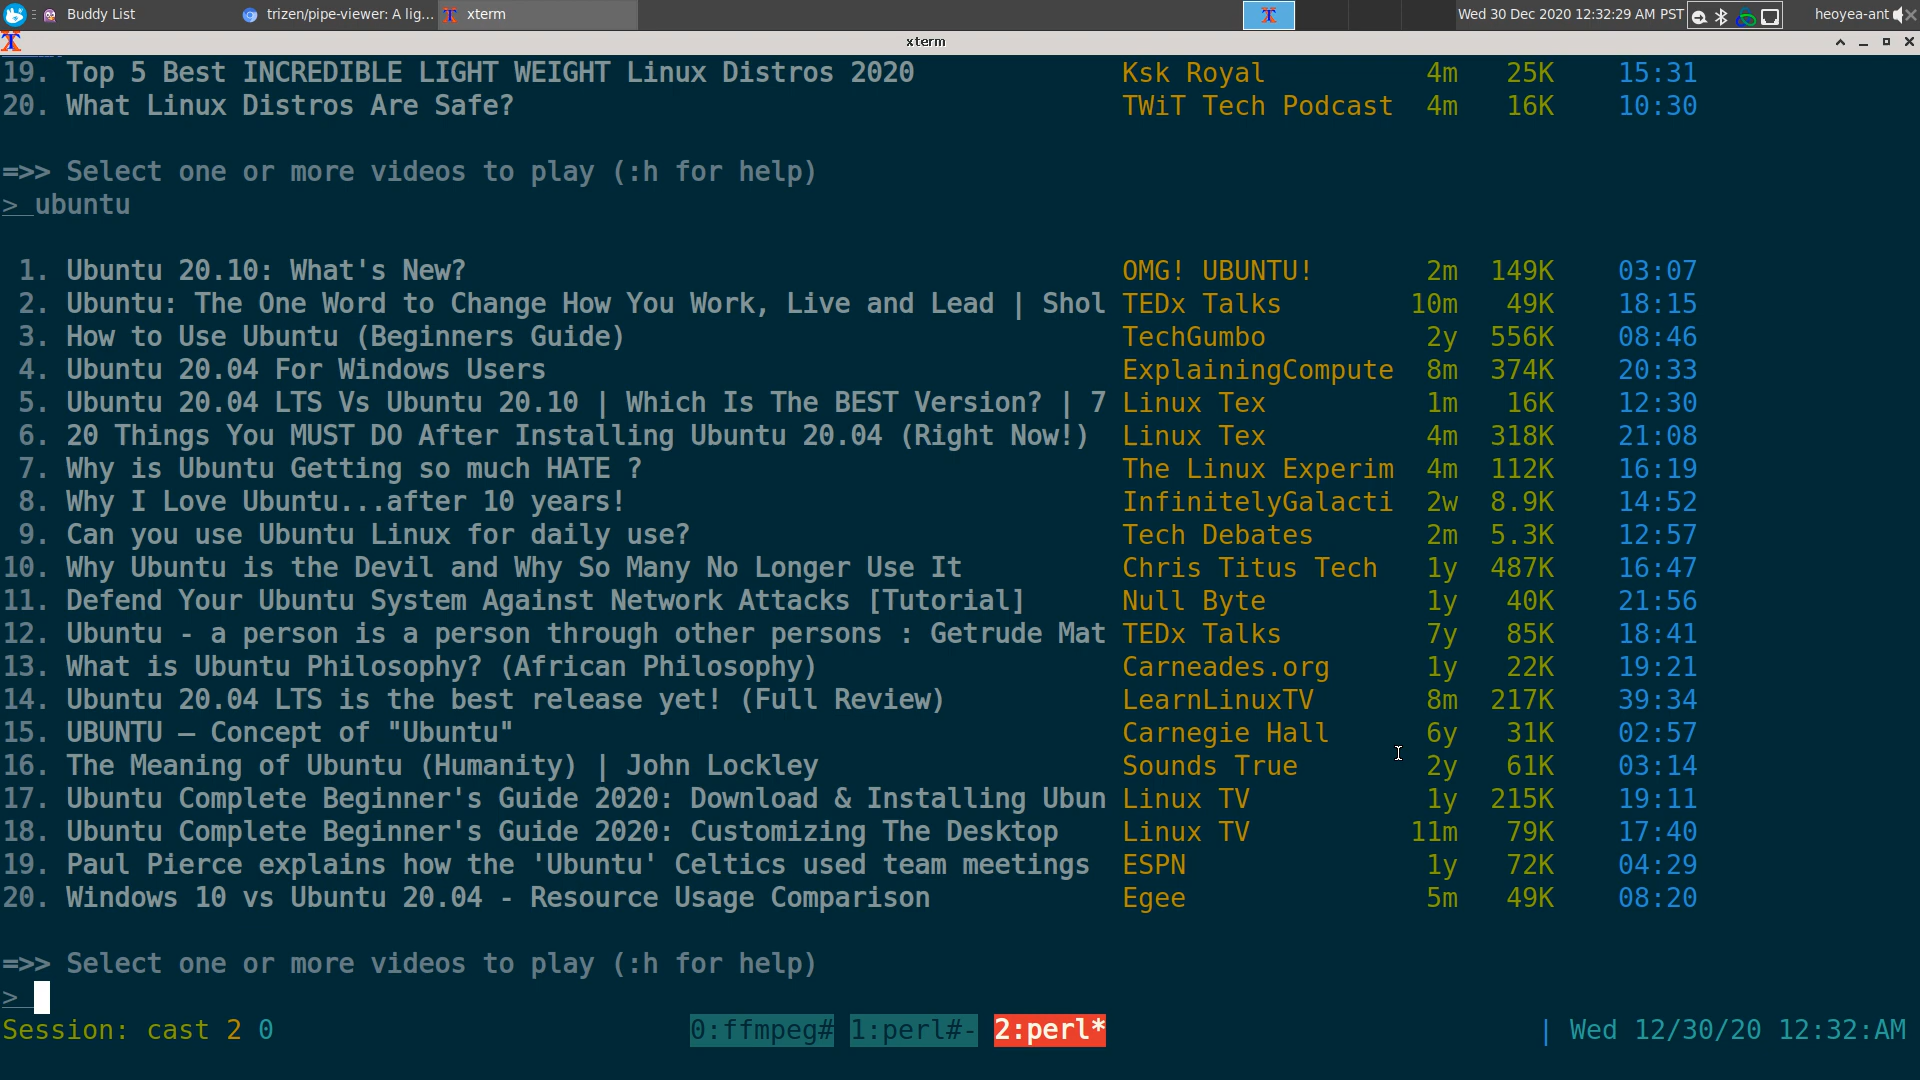 Buddy List
trizen/pipe-viewer: A lig...
xterm
Wed 30 Dec 2020 12:32:29 AM PST
heoyea-ant
xterm
19. Top 5 Best INCREDIBLE LIGHT WEIGHT Linux Distros 2020 Ksk Royal 4m 25K 15:31
20. What Linux Distros Are Safe? TWiT Tech Podcast 4m 16K 10:30
=>> Select one or more videos to play (:h for help)
> ubuntu
1. Ubuntu 20.10: What's New? OMG! UBUNTU! 2m 149K 03:07
2. Ubuntu: The One Word to Change How You Work, Live and Lead | Shol TEDx Talks 10m 49K 18:15
3. How to Use Ubuntu (Beginners Guide) TechGumbo 2y 556K 08:46
4. Ubuntu 20.04 For Windows Users ExplainingCompute 8m 374K 20:33
5. Ubuntu 20.04 LTS Vs Ubuntu 20.10 | Which Is The BEST Version? | 7 Linux Tex 1m 16K 12:30
6. 20 Things You MUST DO After Installing Ubuntu 20.04 (Right Now!) Linux Tex 4m 318K 21:08
7. Why is Ubuntu Getting so much HATE ? The Linux Experim 4m 112K 16:19
8. Why I Love Ubuntu...after 10 years! InfinitelyGalacti 2w 8.9K 14:52
9. Can you use Ubuntu Linux for daily use? Tech Debates 2m 5.3K 12:57
10. Why Ubuntu is the Devil and Why So Many No Longer Use It Chris Titus Tech 1y 487K 16:47
11. Defend Your Ubuntu System Against Network Attacks [Tutorial] Null Byte 1y 40K 21:56
12. Ubuntu - a person is a person through other persons : Getrude Mat TEDx Talks 7y 85K 18:41
13. What is Ubuntu Philosophy? (African Philosophy) Carneades.org 1y 22K 19:21
14. Ubuntu 20.04 LTS is the best release yet! (Full Review) LearnLinuxTV 8m 217K 39:34
15. UBUNTU – Concept of "Ubuntu" Carnegie Hall 6y 31K 02:57
16. The Meaning of Ubuntu (Humanity) | John Lockley Sounds True 2y 61K 03:14
17. Ubuntu Complete Beginner's Guide 2020: Download & Installing Ubun Linux TV 1y 215K 19:11
18. Ubuntu Complete Beginner's Guide 2020: Customizing The Desktop Linux TV 11m 79K 17:40
19. Paul Pierce explains how the 'Ubuntu' Celtics used team meetings ESPN 1y 72K 04:29
20. Windows 10 vs Ubuntu 20.04 - Resource Usage Comparison Egee 5m 49K 08:20
=>> Select one or more videos to play (:h for help)
>
Session: cast 2 0 0:ffmpeg# 1:perl#- 2:perl* | Wed 12/30/20 12:32:AM